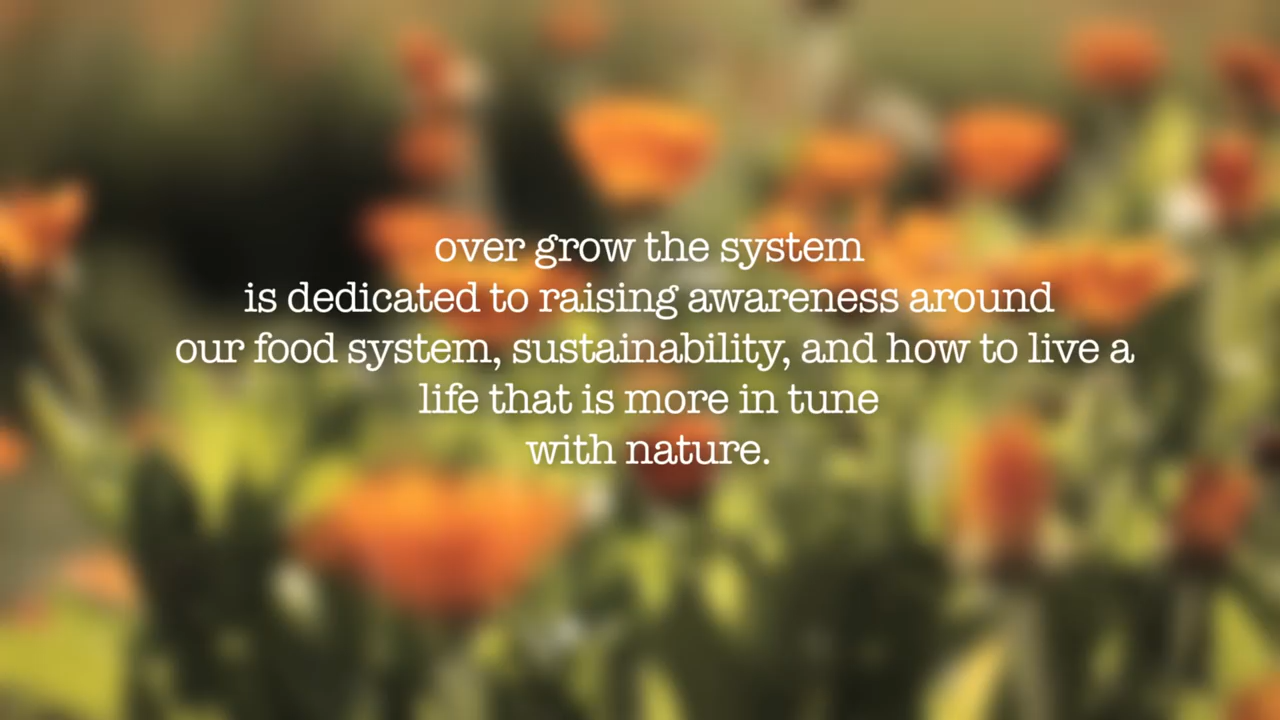 over grow the system
is dedicated to raising awareness around
our food system, sustainability, and how to live a
life that is more in tune
with nature.